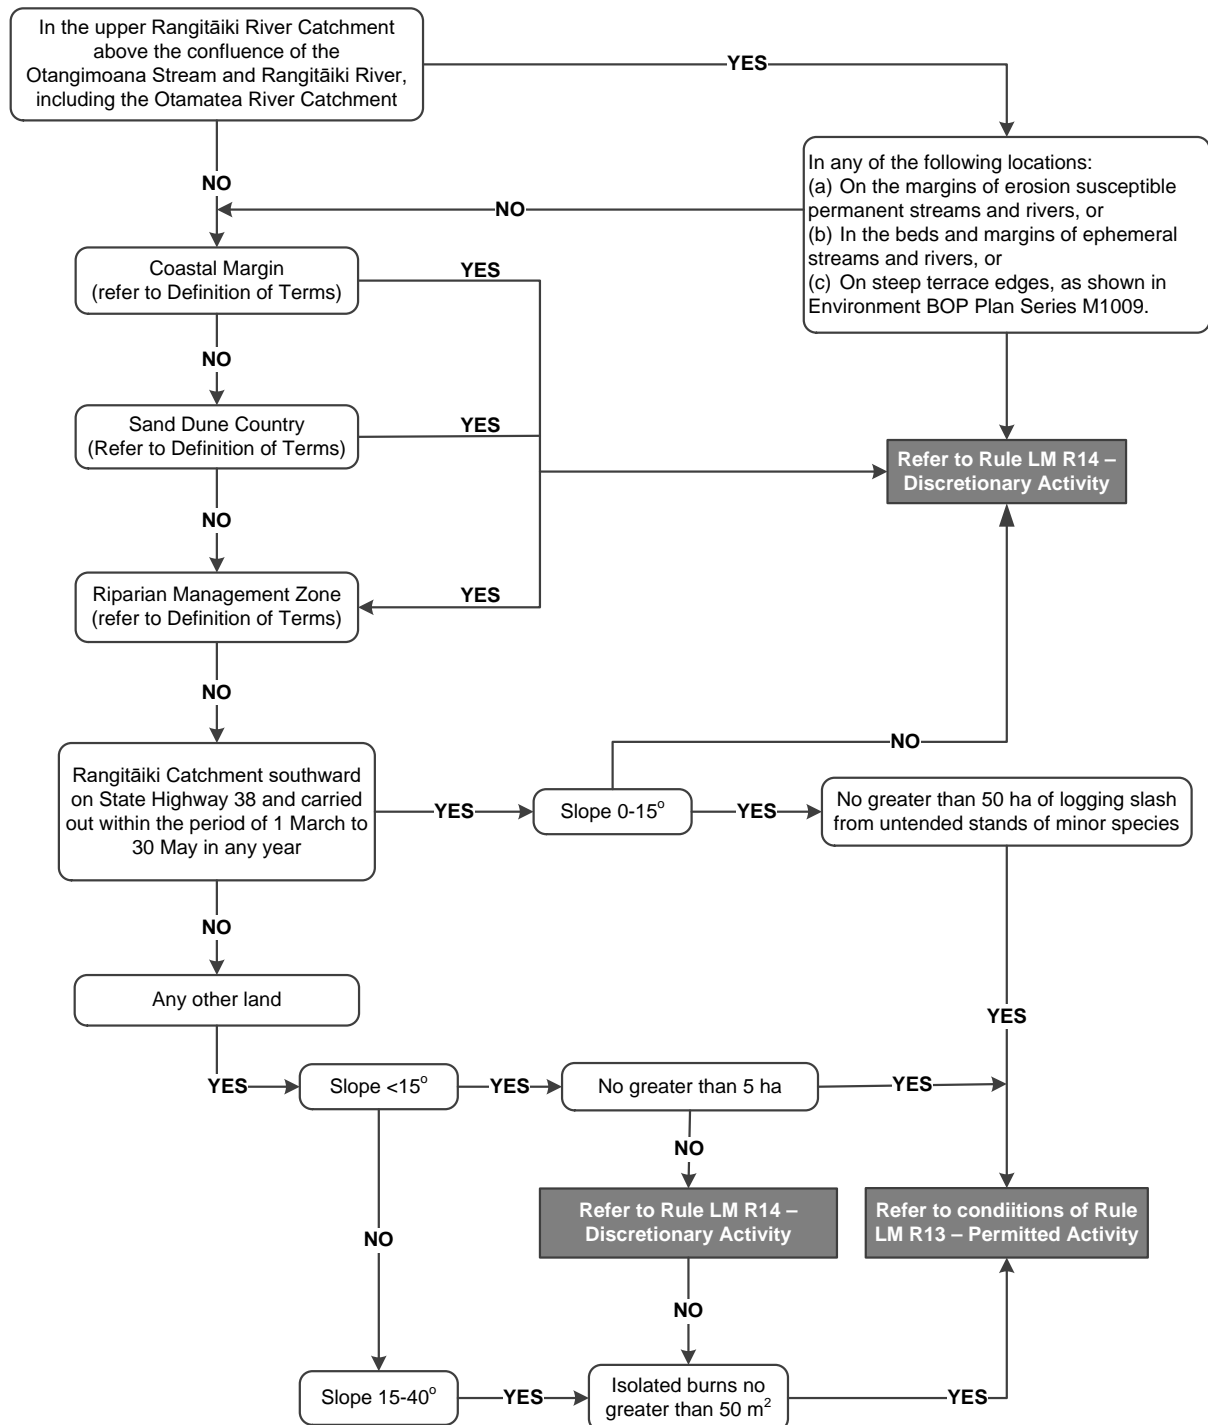 In the upper Rangitāiki River Catchment
above the confluence of the
Otangimoana Stream and Rangitāiki River,
including the Otamatea River Catchment
YES
NO
In any of the following locations:
(a) On the margins of erosion susceptible
permanent streams and rivers, or
(b) In the beds and margins of ephemeral
streams and rivers, or
(c) On steep terrace edges, as shown in
Environment BOP Plan Series M1009.
NO
Coastal Margin
(refer to Definition of Terms)
YES
NO
Sand Dune Country
(Refer to Definition of Terms)
YES
Refer to Rule LM R14 –
Discretionary Activity
NO
Riparian Management Zone
(refer to Definition of Terms)
YES
NO
Rangitāiki Catchment southward
on State Highway 38 and carried
out within the period of 1 March to
30 May in any year
YES
Slope 0-15°
NO
YES
No greater than 50 ha of logging slash
from untended stands of minor species
NO
Any other land
YES
YES
Slope <15°
YES
No greater than 5 ha
YES
NO
Refer to Rule LM R14 –
Discretionary Activity
Refer to condiitions of Rule
LM R13 – Permitted Activity
NO
NO
Slope 15-40°
YES
Isolated burns no
greater than 50 m²
YES